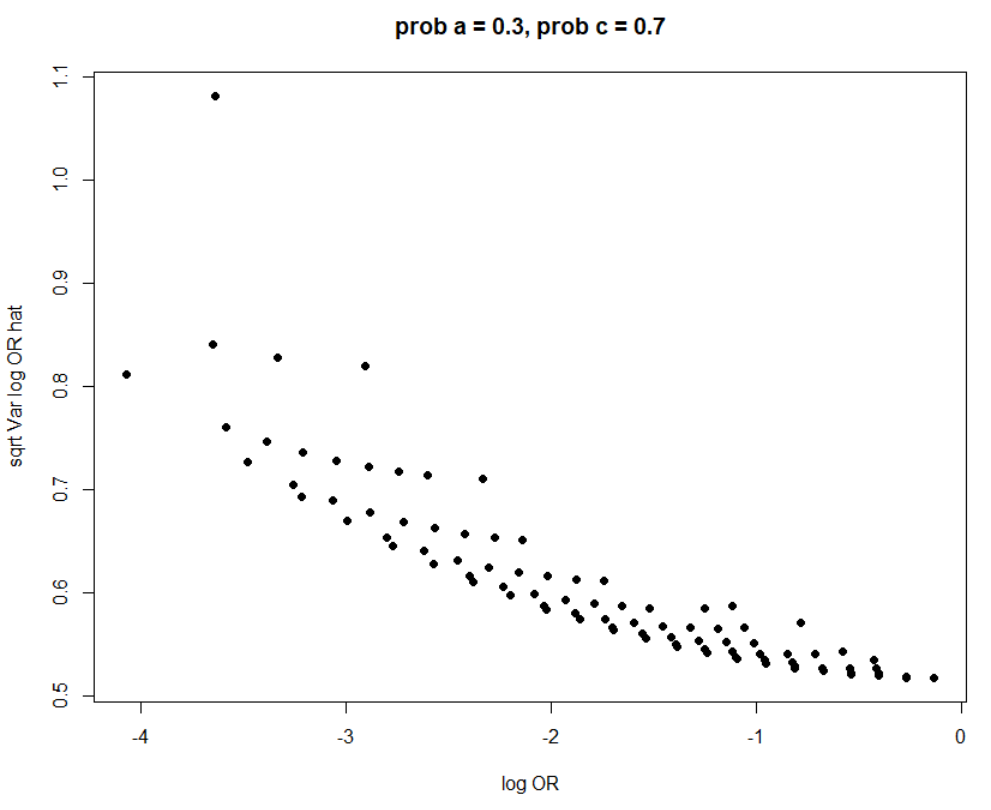 prob a = 0.3, prob c = 0.7
sqrt Var log OR hat
1.1
1.0
0.9
0.8
0.7
0.6
0.5
-4 -3 -2 -1 0
log OR